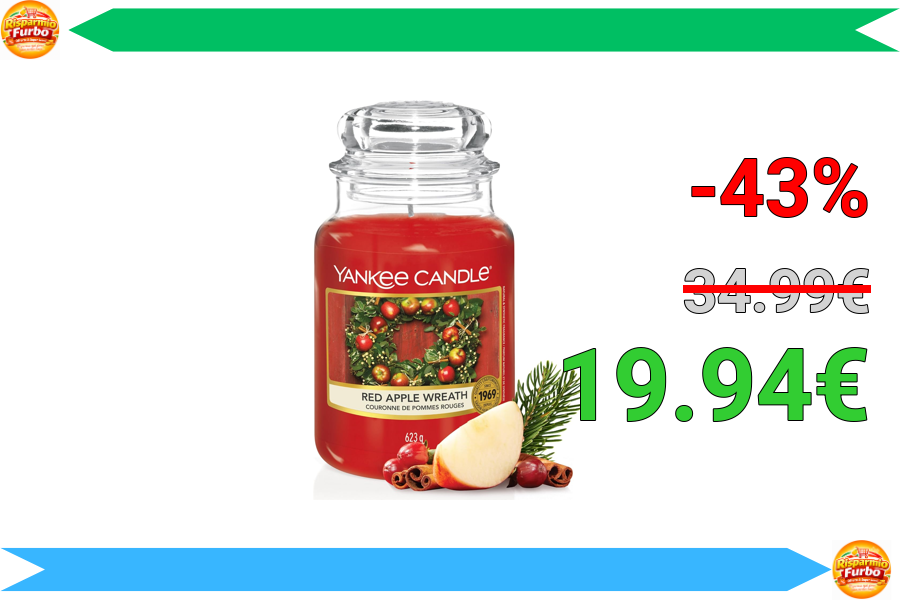 Risparmio
Furbo
-43%
34.99€
19.94€
YANKEE CANDLE®
RED APPLE WREATH
COURONNE DE POMMES ROUGES
1969
623 g
Risparmio
Furbo